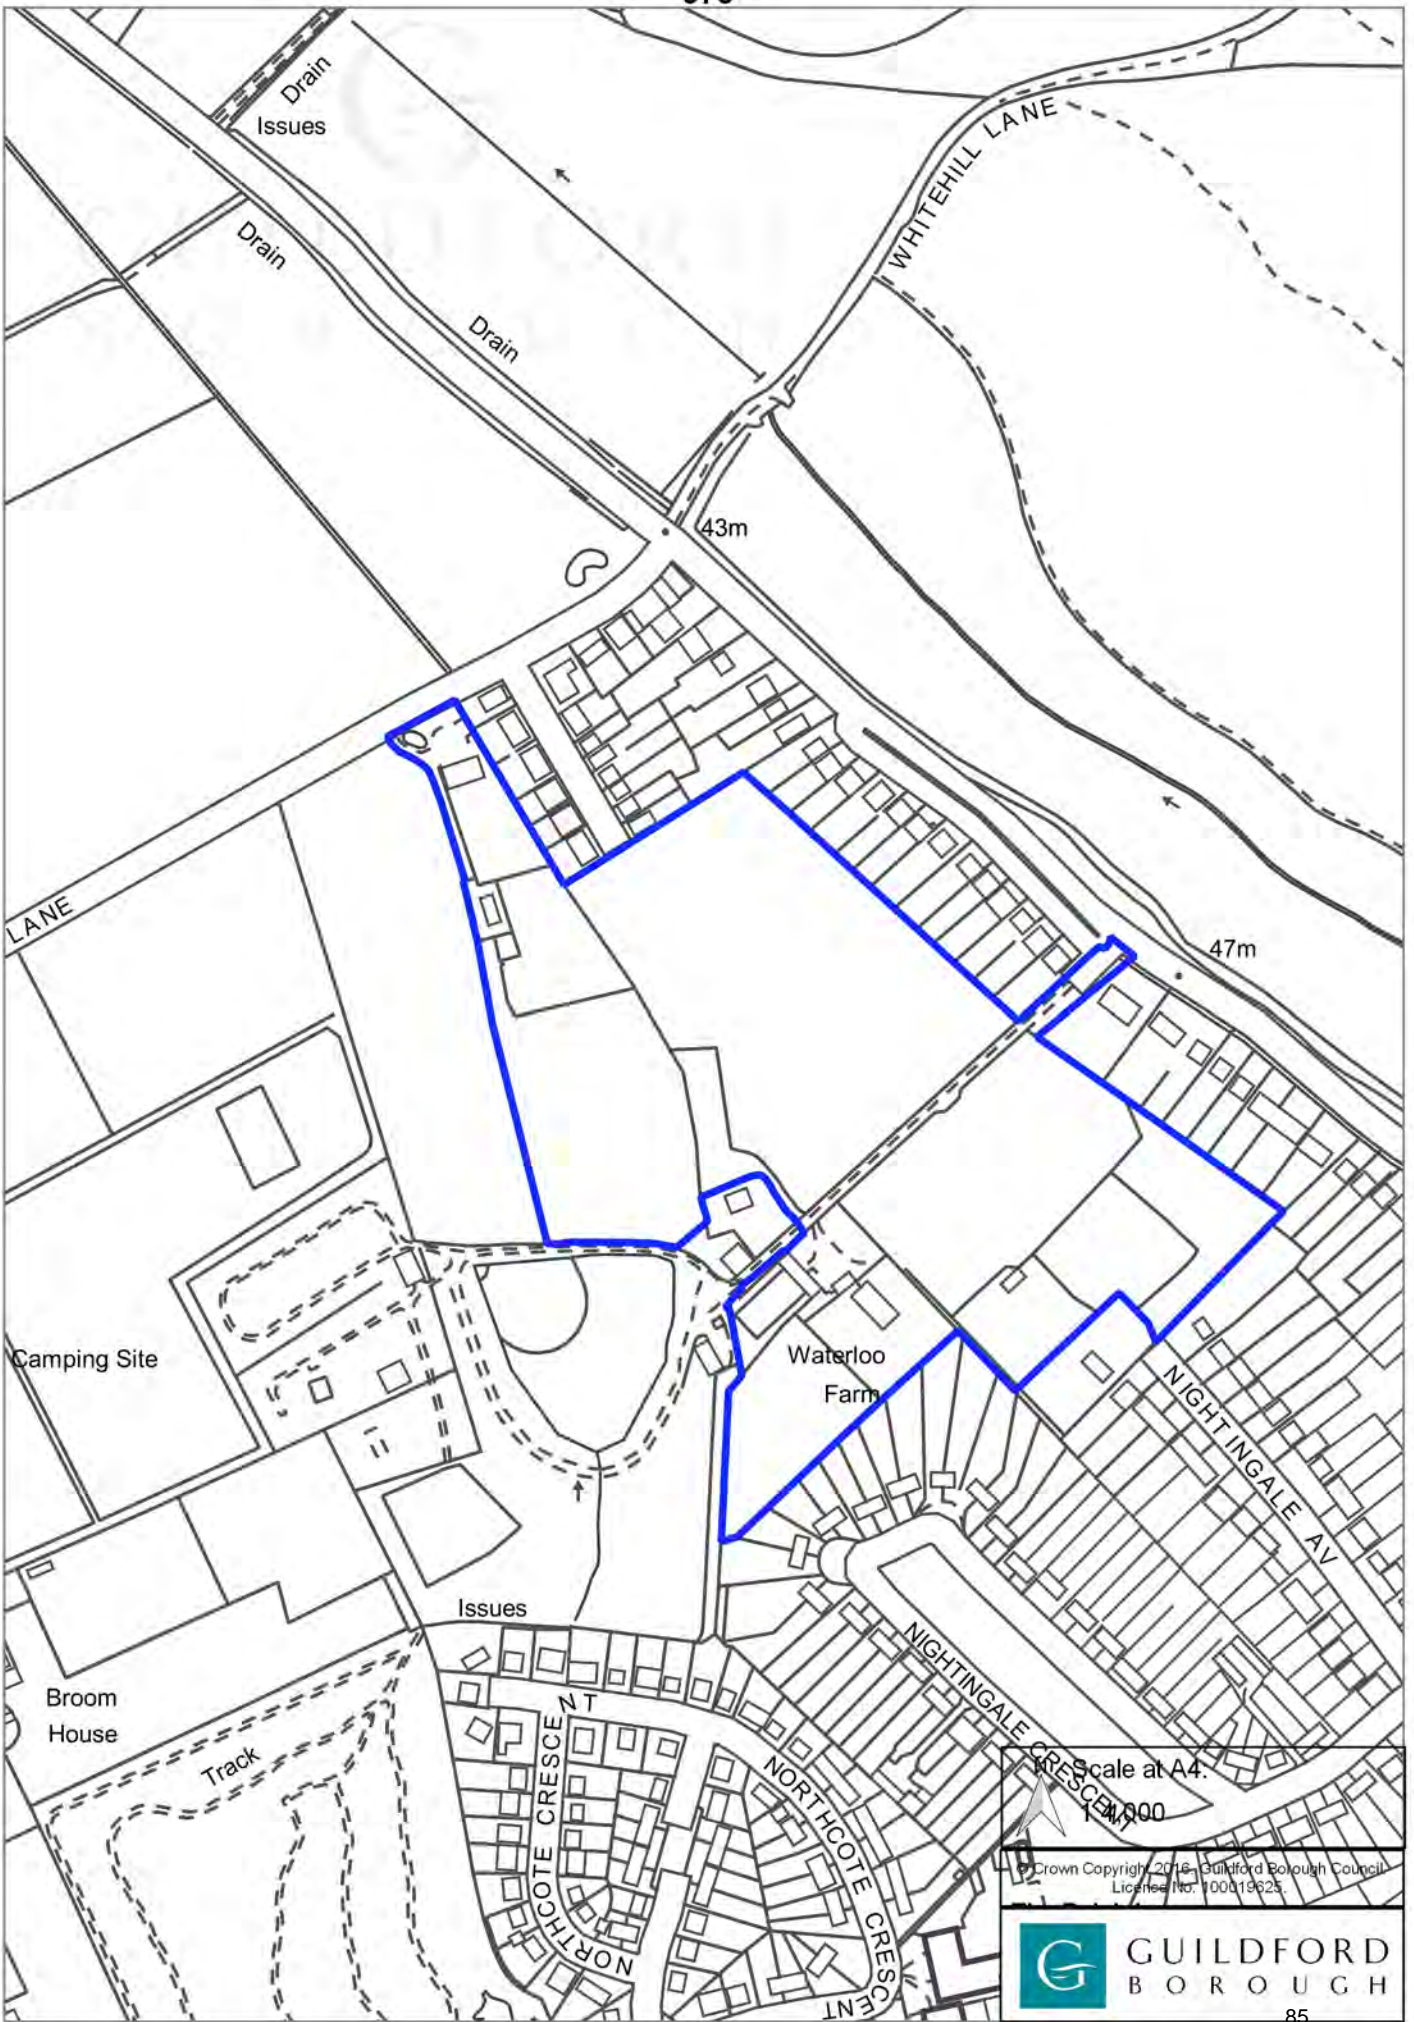 Drain
Issues
WHITEHILL LANE
Drain
Drain
43m
LANE
47m
Camping Site
Waterloo
Farm
NIGHTINGALE AV
Issues
NIGHTINGALE CRESCENT
Broom
House
Track
NORTHCOTE CRESCENT
NORTHCOTE CRESCENT
Scale at A4:
1:4,000
© Crown Copyright 2016. Guildford Borough Council
Licence No. 100019625.
G
GUILDFORD
BOROUGH
85